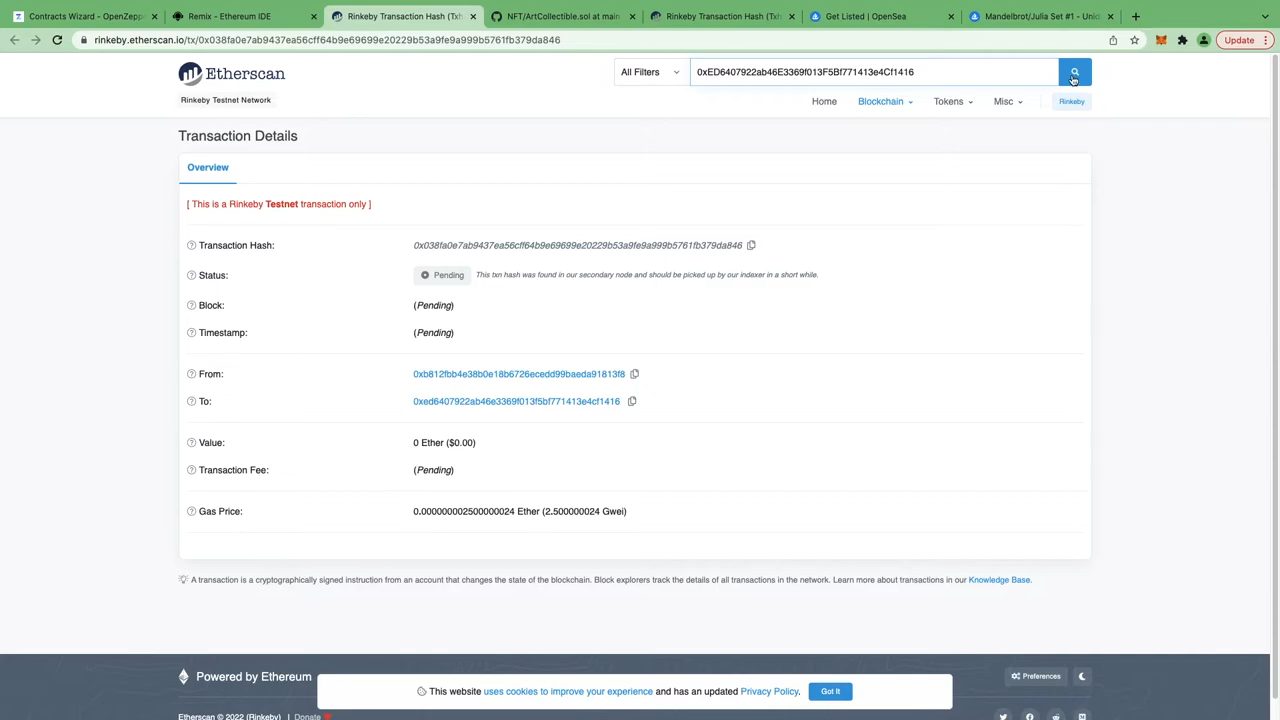 Contracts Wizard - OpenZepp
Remix - Ethereum IDE
Rinkeby Transaction Hash (Txh
NFT/ArtCollectible.sol at main
Rinkeby Transaction Hash (Txh
Get Listed | OpenSea
Mandelbrot/Julia Set #1 - Unid
rinkeby.etherscan.io/tx/0x038fa0e7ab9437ea56cff64b9e69699e20229b53a9fe9a999b5761fb379da846
Update
Etherscan
All Filters
0xED6407922ab46E3369f013F5Bf771413e4Cf1416
Rinkeby Testnet Network
Home
Blockchain
Tokens
Misc
Rinkeby
Transaction Details
Overview
[ This is a Rinkeby Testnet transaction only ]
Transaction Hash:
0x038fa0e7ab9437ea56cff64b9e69699e20229b53a9fe9a999b5761fb379da846
Status:
Pending
This txn hash was found in our secondary node and should be picked up by our indexer in a short while.
Block:
(Pending)
Timestamp:
(Pending)
From:
0xb812fbb4e38b0e18b6726ecedd99baeda91813f8
To:
0xed6407922ab46e3369f013f5bf771413e4cf1416
Value:
0 Ether ($0.00)
Transaction Fee:
(Pending)
Gas Price:
0.000000002500000024 Ether (2.500000024 Gwei)
A transaction is a cryptographically signed instruction from an account that changes the state of the blockchain. Block explorers track the details of all transactions in the network. Learn more about transactions in our Knowledge Base.
Powered by Ethereum
Preferences
This website uses cookies to improve your experience and has an updated Privacy Policy.
Got It
Etherscan © 2022 (Rinkeby) | Donate